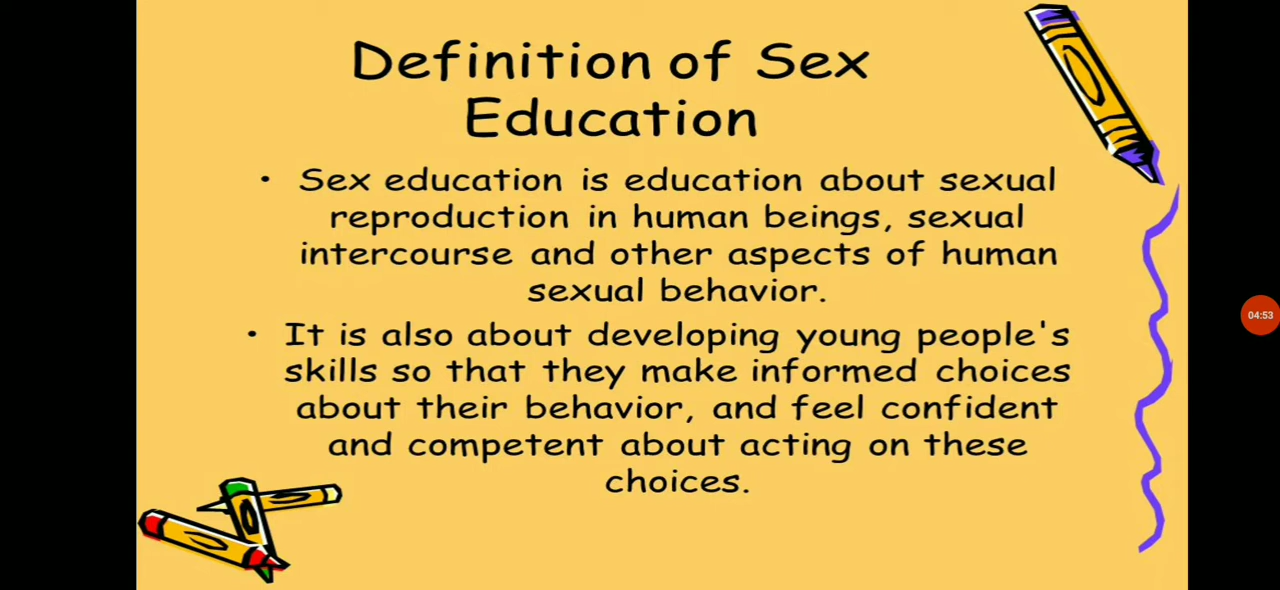 Definition of Sex
Education
• Sex education is education about sexual
reproduction in human beings, sexual
intercourse and other aspects of human
sexual behavior.
• It is also about developing young people's
skills so that they make informed choices
about their behavior, and feel confident
and competent about acting on these
choices.
04:53